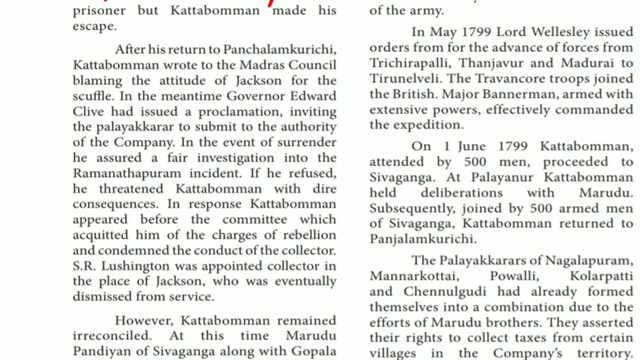 prisoner but Kattabomman made his
escape.
After his return to Panchalamkurichi,
Kattabomman wrote to the Madras Council
blaming the attitude of Jackson for the
scuffle. In the meantime Governor Edward
Clive had issued a proclamation, inviting
the palayakkarar to submit to the authority
of the Company. In the event of surrender
he assured a fair investigation into the
Ramanathapuram incident. If he refused,
he threatened Kattabomman with dire
consequences. In response Kattabomman
appeared before the committee which
acquitted him of the charges of rebellion
and condemned the conduct of the collector.
S.R. Lushington was appointed collector in
the place of Jackson, who was eventually
dismissed from service.
However, Kattabomman remained
irreconciled. At this time Marudu
Pandiyan of Sivaganga along with Gopala
of the army.
In May 1799 Lord Wellesley issued
orders from for the advance of forces from
Trichirapalli, Thanjavur and Madurai to
Tirunelveli. The Travancore troops joined
the British. Major Bannerman, armed with
extensive powers, effectively commanded
the expedition.
On 1 June 1799 Kattabomman,
attended by 500 men, proceeded to
Sivaganga. At Palayanur Kattabomman
held deliberations with Marudu.
Subsequently, joined by 500 armed men
of Sivaganga, Kattabomman returned to
Panjalamkurichi.
The Palayakkarars of Nagalapuram,
Mannarkottai, Powalli, Kolarpatti
and Chennulgudi had already formed
themselves into a combination due to the
efforts of Marudu brothers. They asserted
their rights to collect taxes from certain
villages in the Company's territory.